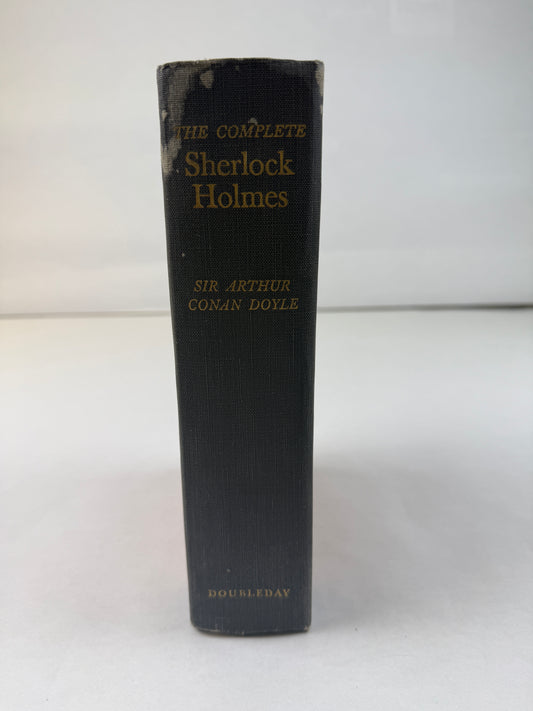 THE COMPLETE
Sherlock
Holmes
SIR ARTHUR
CONAN DOYLE
DOUBLEDAY